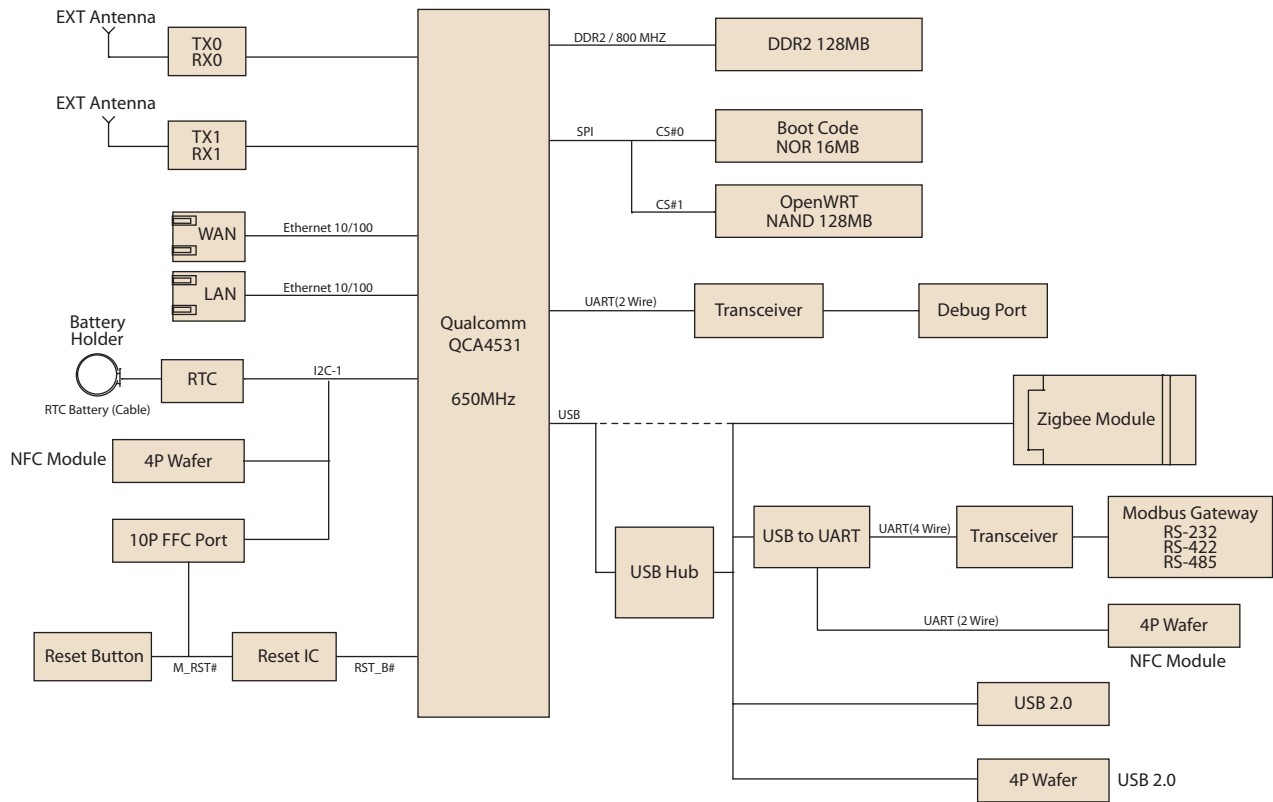 EXT Antenna
TX0
RX0
EXT Antenna
TX1
RX1
WAN
Ethernet 10/100
LAN
Ethernet 10/100
Battery
Holder
RTC Battery (Cable)
RTC
I2C-1
NFC Module
4P Wafer
10P FFC Port
Reset Button
M_RST#
Reset IC
RST_B#
Qualcomm
QCA4531
650MHz
DDR2 / 800 MHZ
DDR2 128MB
SPI
CS#0
Boot Code
NOR 16MB
CS#1
OpenWRT
NAND 128MB
UART(2 Wire)
Transceiver
Debug Port
USB
Zigbee Module
USB Hub
USB to UART
UART(4 Wire)
Transceiver
Modbus Gateway
RS-232
RS-422
RS-485
UART (2 Wire)
4P Wafer
NFC Module
USB 2.0
4P Wafer
USB 2.0